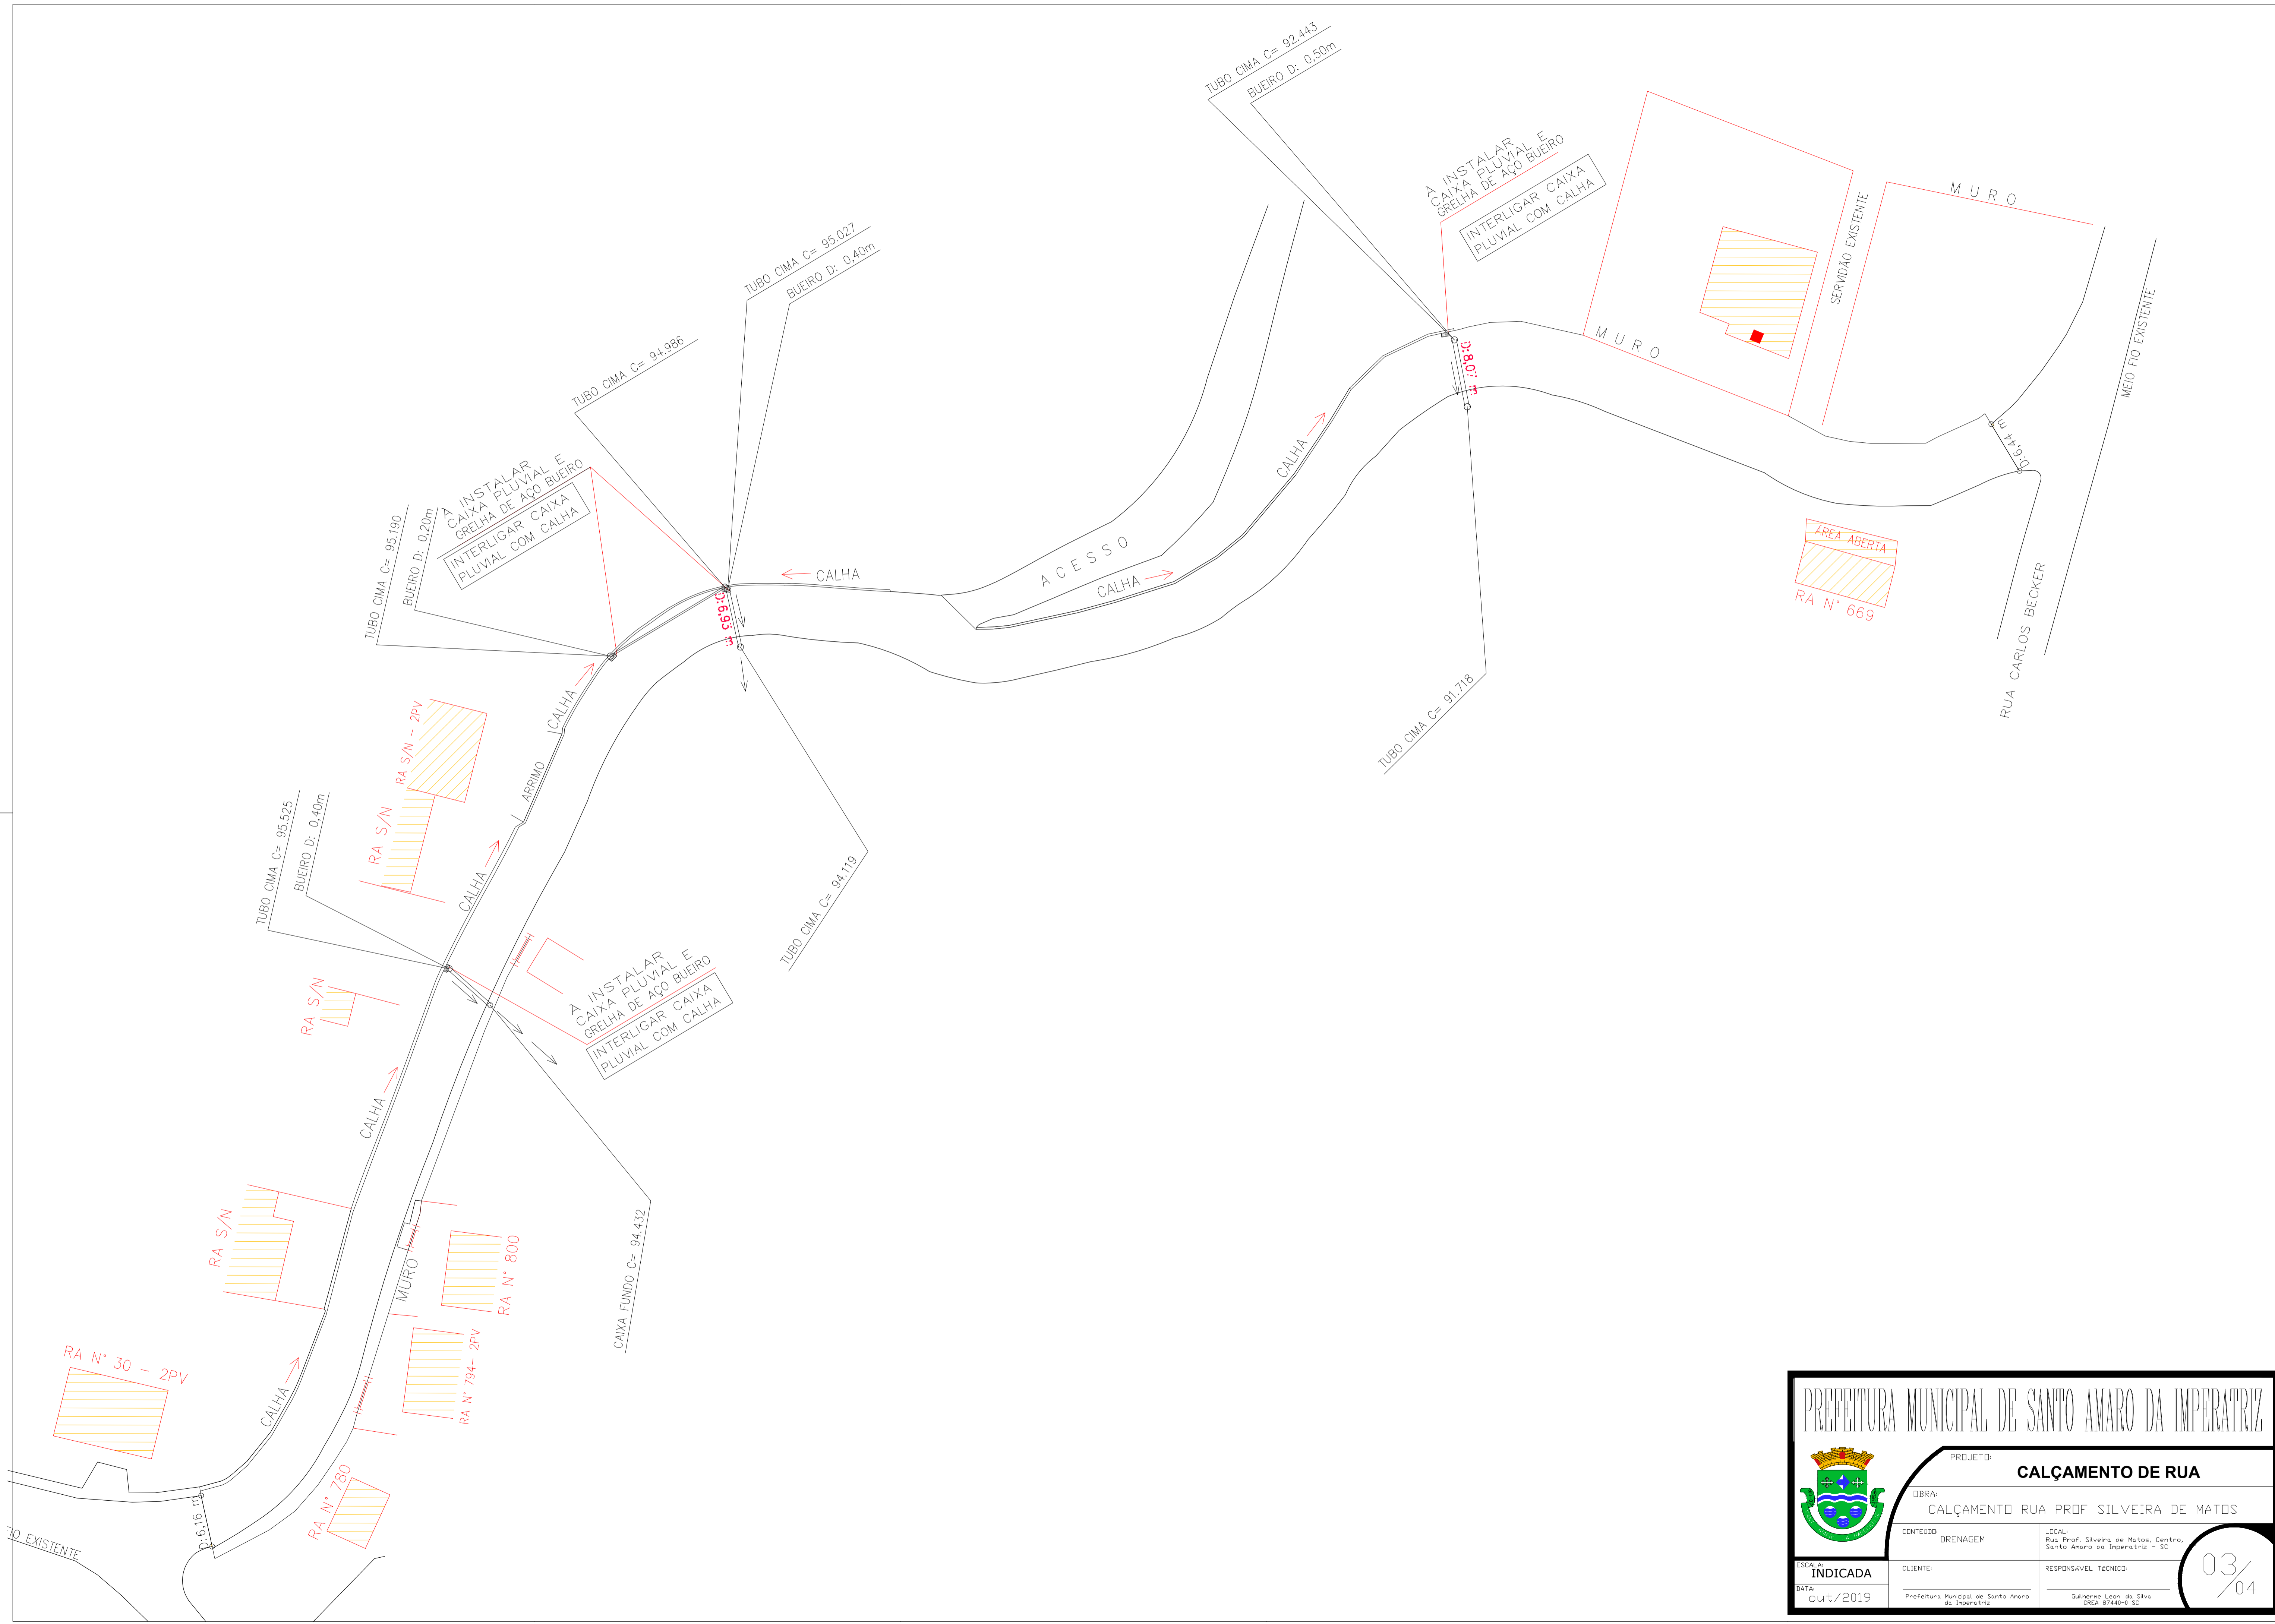 TUBO CIMA C= 92.443
BUEIRO D: 0,50m
À INSTALAR
CAIXA PLUVIAL E
GRELHA DE AÇO BUEIRO
INTERLIGAR CAIXA
PLUVIAL COM CALHA
MURO
SERVIDÃO EXISTENTE
MURO
MEIO FIO EXISTENTE
TUBO CIMA C= 95.027
BUEIRO D: 0,40m
TUBO CIMA C= 94.986
D:8,07 m
D:6,44 m
CALHA
À INSTALAR
CAIXA PLUVIAL E
GRELHA DE AÇO BUEIRO
INTERLIGAR CAIXA
PLUVIAL COM CALHA
TUBO CIMA C= 95.190
BUEIRO D: 0,20m
ACESSO
CALHA
CALHA
D:6,93 m
ÁREA ABERTA
RA N° 669
RUA CARLOS BECKER
TUBO CIMA C= 91.718
CALHA
RA S/N - 2PV
ARRIMO
RA S/N
TUBO CIMA C= 95.525
BUEIRO D: 0,40m
CALHA
TUBO CIMA C= 94.119
À INSTALAR
CAIXA PLUVIAL E
GRELHA DE AÇO BUEIRO
INTERLIGAR CAIXA
PLUVIAL COM CALHA
RA S/N
CALHA
RA S/N
MURO
RA N° 800
CAIXA FUNDO C= 94.432
RA N° 30 - 2PV
CALHA
RA N° 794- 2PV
RA N° 780
D:6,16 m
IO EXISTENTE
PREFEITURA MUNICIPAL DE SANTO AMARO DA IMPERATRIZ
PROJETO:
CALÇAMENTO DE RUA
OBRA:
CALÇAMENTO RUA PROF SILVEIRA DE MATOS
CONTEÚDO:
DRENAGEM
LOCAL:
Rua Prof. Silveira de Matos, Centro,
Santo Amaro da Imperatriz - SC
ESCALA:
INDICADA
DATA:
out/2019
CLIENTE:
Prefeitura Municipal de Santo Amaro
da Imperatriz
RESPONSÁVEL TÉCNICO:
Guilherme Leoni da Silva
CREA 87440-0 SC
03/04